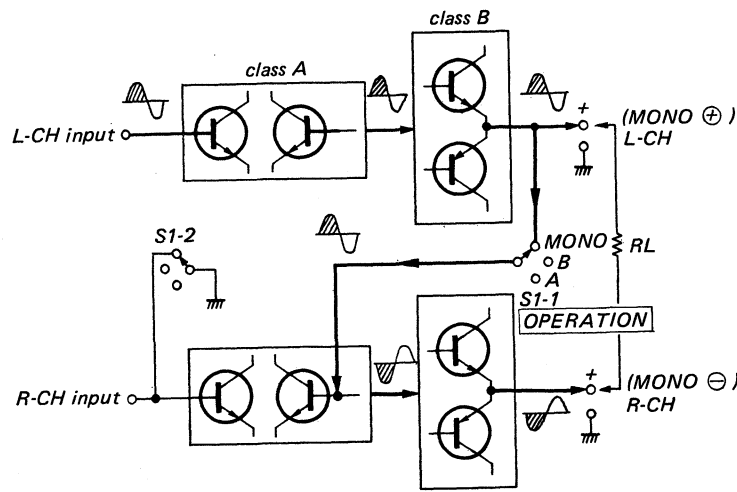 class B
class A
L-CH input
+
(MONO ⊕)
L-CH
S1-2
MONO
B
A
S1-1
RL
OPERATION
R-CH input
+
(MONO ⊖)
R-CH